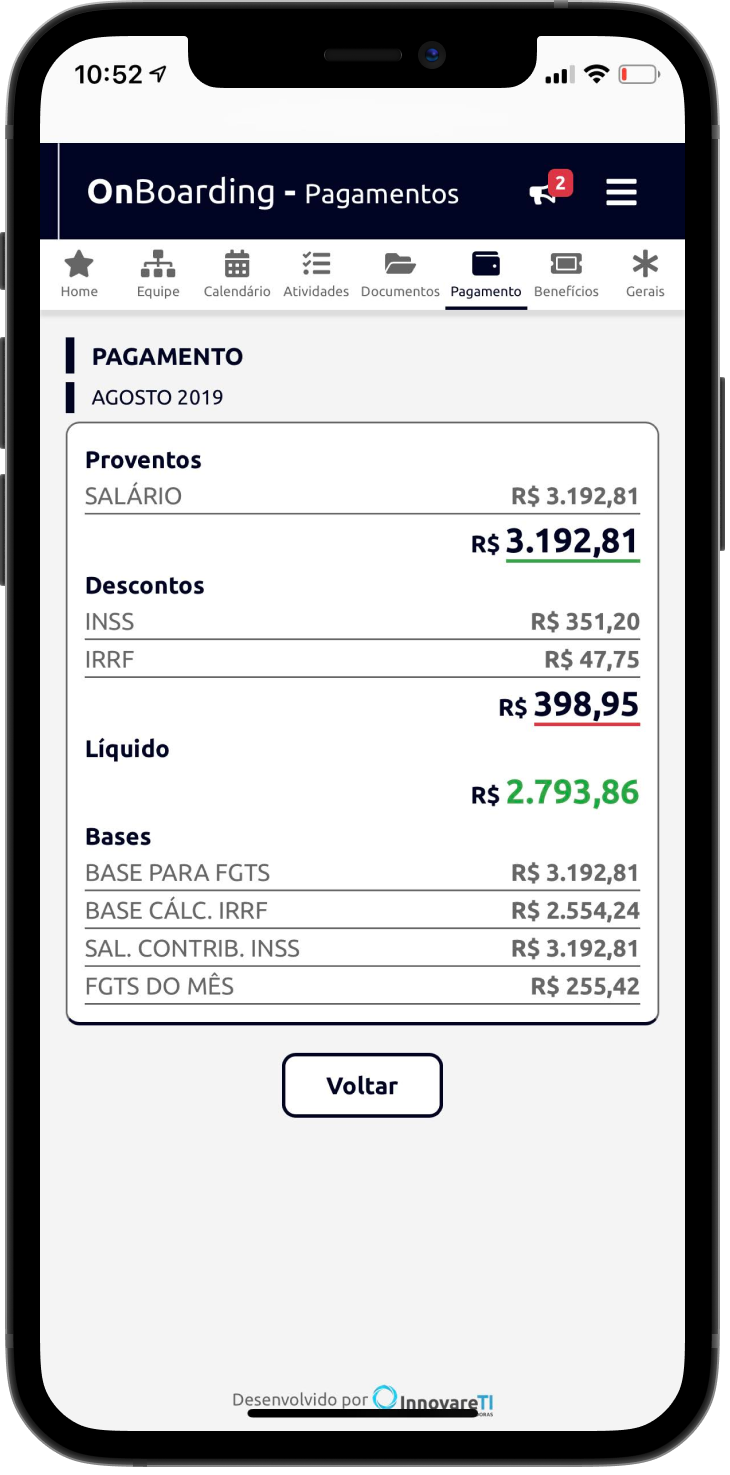 10:52
OnBoarding - Pagamentos 2
Home Equipe Calendário Atividades Documentos Pagamento Benefícios Gerais
PAGAMENTO
AGOSTO 2019
Proventos
SALÁRIO R$ 3.192,81
R$ 3.192,81
Descontos
INSS R$ 351,20
IRRF R$ 47,75
R$ 398,95
Líquido
R$ 2.793,86
Bases
BASE PARA FGTS R$ 3.192,81
BASE CÁLC. IRRF R$ 2.554,24
SAL. CONTRIB. INSS R$ 3.192,81
FGTS DO MÊS R$ 255,42
Voltar
Desenvolvido por InnovareTI